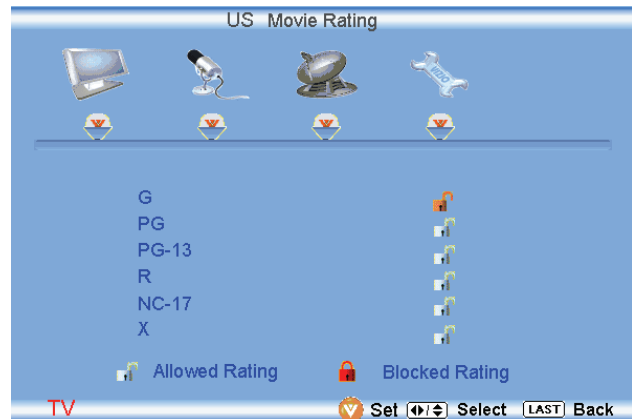 US Movie Rating
G
PG
PG-13
R
NC-17
X
Allowed Rating Blocked Rating
TV Set Select LAST Back